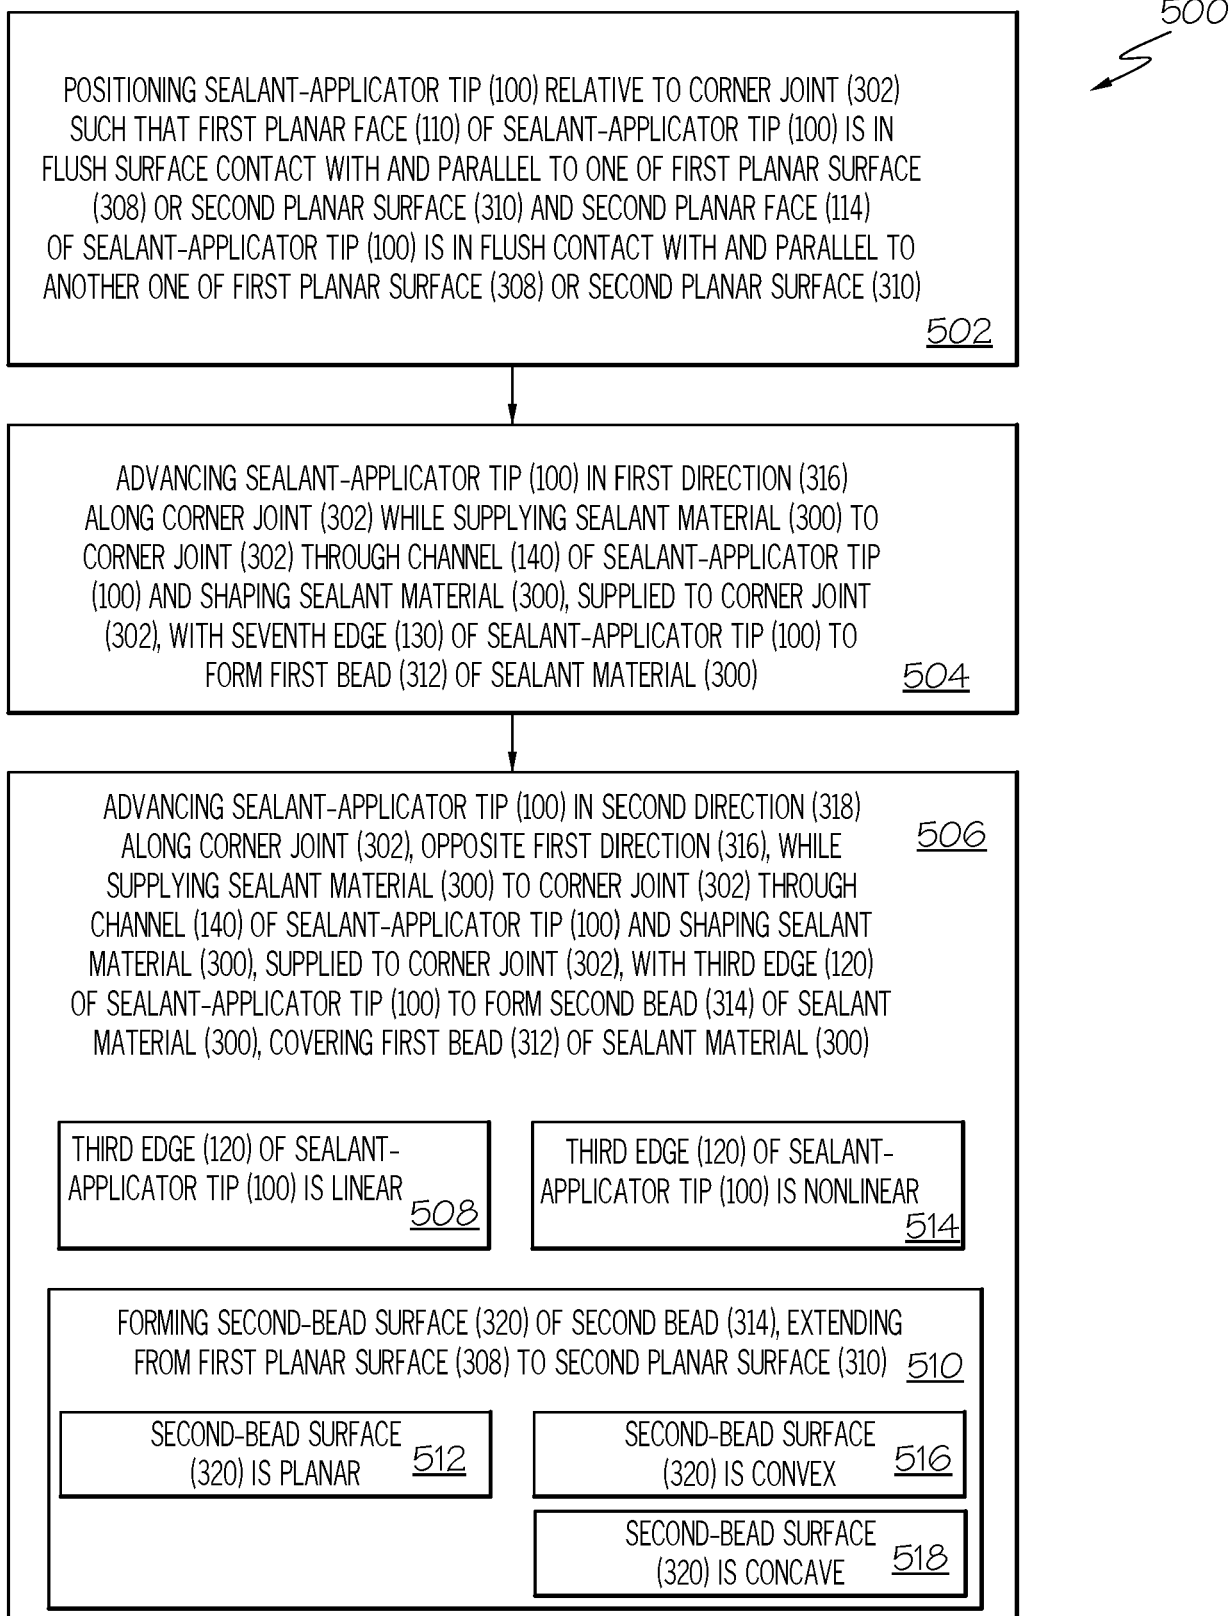 500
POSITIONING SEALANT-APPLICATOR TIP (100) RELATIVE TO CORNER JOINT (302)
SUCH THAT FIRST PLANAR FACE (110) OF SEALANT-APPLICATOR TIP (100) IS IN
FLUSH SURFACE CONTACT WITH AND PARALLEL TO ONE OF FIRST PLANAR SURFACE
(308) OR SECOND PLANAR SURFACE (310) AND SECOND PLANAR FACE (114)
OF SEALANT-APPLICATOR TIP (100) IS IN FLUSH CONTACT WITH AND PARALLEL TO
ANOTHER ONE OF FIRST PLANAR SURFACE (308) OR SECOND PLANAR SURFACE (310)
502
ADVANCING SEALANT-APPLICATOR TIP (100) IN FIRST DIRECTION (316)
ALONG CORNER JOINT (302) WHILE SUPPLYING SEALANT MATERIAL (300) TO
CORNER JOINT (302) THROUGH CHANNEL (140) OF SEALANT-APPLICATOR TIP
(100) AND SHAPING SEALANT MATERIAL (300), SUPPLIED TO CORNER JOINT
(302), WITH SEVENTH EDGE (130) OF SEALANT-APPLICATOR TIP (100) TO
FORM FIRST BEAD (312) OF SEALANT MATERIAL (300)
504
ADVANCING SEALANT-APPLICATOR TIP (100) IN SECOND DIRECTION (318)
ALONG CORNER JOINT (302), OPPOSITE FIRST DIRECTION (316), WHILE
SUPPLYING SEALANT MATERIAL (300) TO CORNER JOINT (302) THROUGH
CHANNEL (140) OF SEALANT-APPLICATOR TIP (100) AND SHAPING SEALANT
MATERIAL (300), SUPPLIED TO CORNER JOINT (302), WITH THIRD EDGE (120)
OF SEALANT-APPLICATOR TIP (100) TO FORM SECOND BEAD (314) OF SEALANT
MATERIAL (300), COVERING FIRST BEAD (312) OF SEALANT MATERIAL (300)
506
THIRD EDGE (120) OF SEALANT-
APPLICATOR TIP (100) IS LINEAR
508
THIRD EDGE (120) OF SEALANT-
APPLICATOR TIP (100) IS NONLINEAR
514
FORMING SECOND-BEAD SURFACE (320) OF SECOND BEAD (314), EXTENDING
FROM FIRST PLANAR SURFACE (308) TO SECOND PLANAR SURFACE (310)
510
SECOND-BEAD SURFACE
(320) IS PLANAR
512
SECOND-BEAD SURFACE
(320) IS CONVEX
516
SECOND-BEAD SURFACE
(320) IS CONCAVE
518